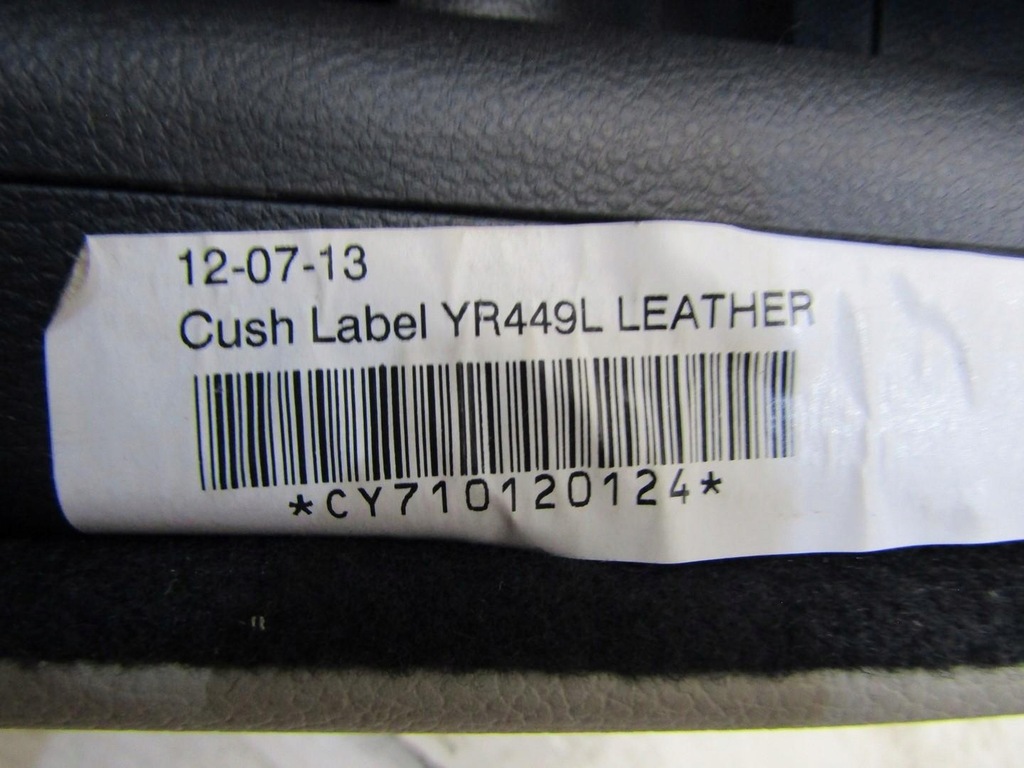 12-07-13
Cush Label YR449L LEATHER
*CY710120124*